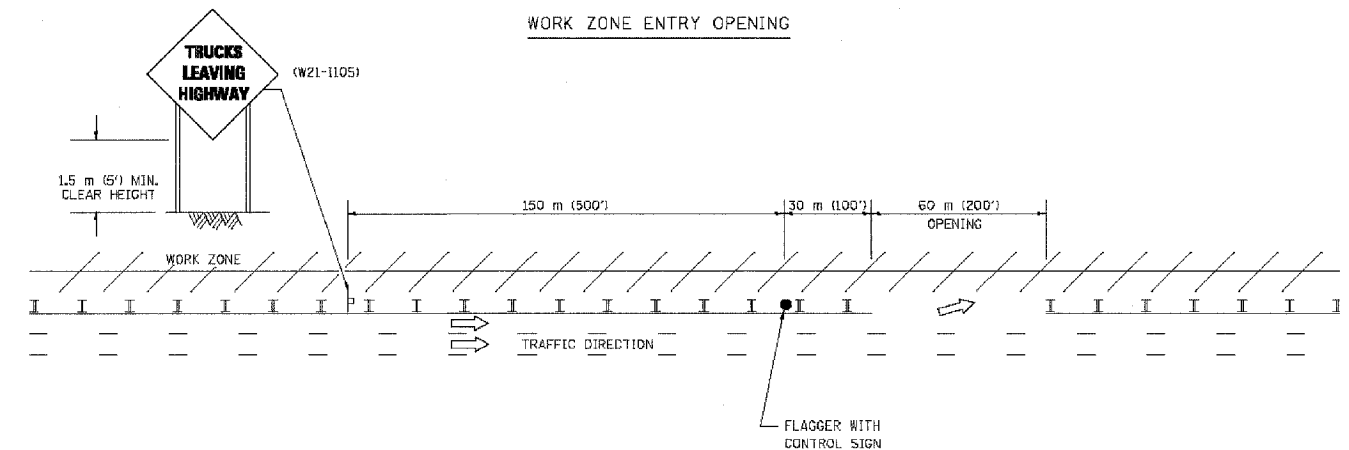 WORK ZONE ENTRY OPENING
TRUCKS
LEAVING
HIGHWAY
(W21-I105)
1.5 m (5') MIN.
CLEAR HEIGHT
150 m (500')
30 m (100')
60 m (200')
OPENING
WORK ZONE
TRAFFIC DIRECTION
FLAGGER WITH
CONTROL SIGN